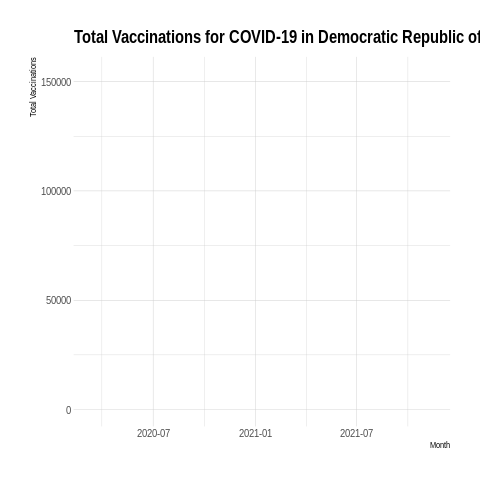 Total Vaccinations for COVID-19 in Democratic Republic of
Total Vaccinations
150000
100000
50000
0
2020-07 2021-01 2021-07
Month